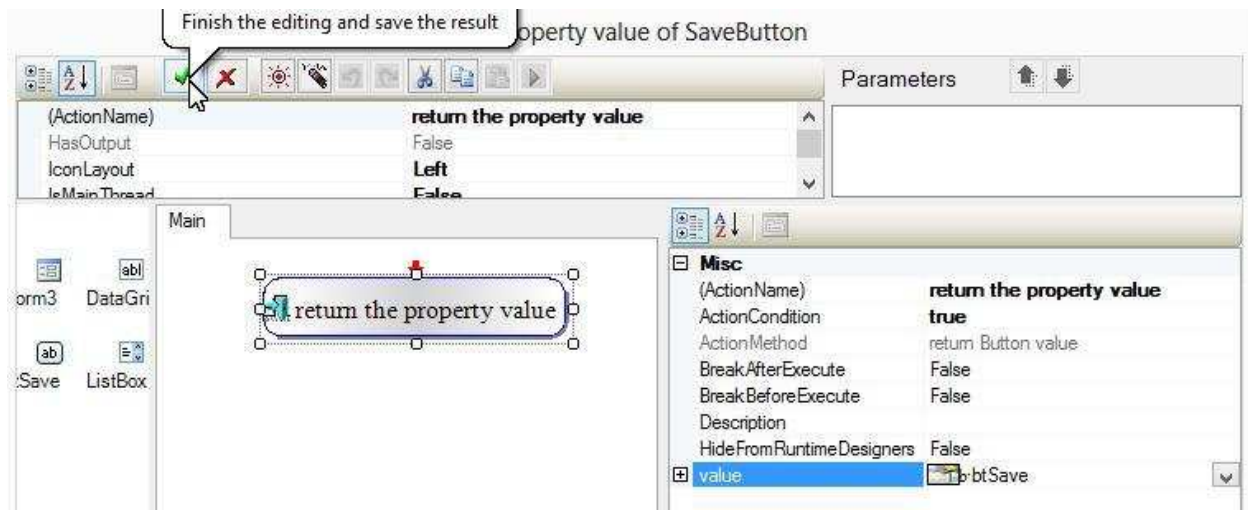 Finish the editing and save the result
operty value of SaveButton
Parameters
(ActionName) return the property value
HasOutput False
IconLayout Left
IsMainThread False
Main
orm3 DataGri
Save ListBox
return the property value
Misc
(ActionName) return the property value
ActionCondition true
ActionMethod return Button value
BreakAfterExecute False
BreakBeforeExecute False
Description
HideFromRuntimeDesigners False
value btSave